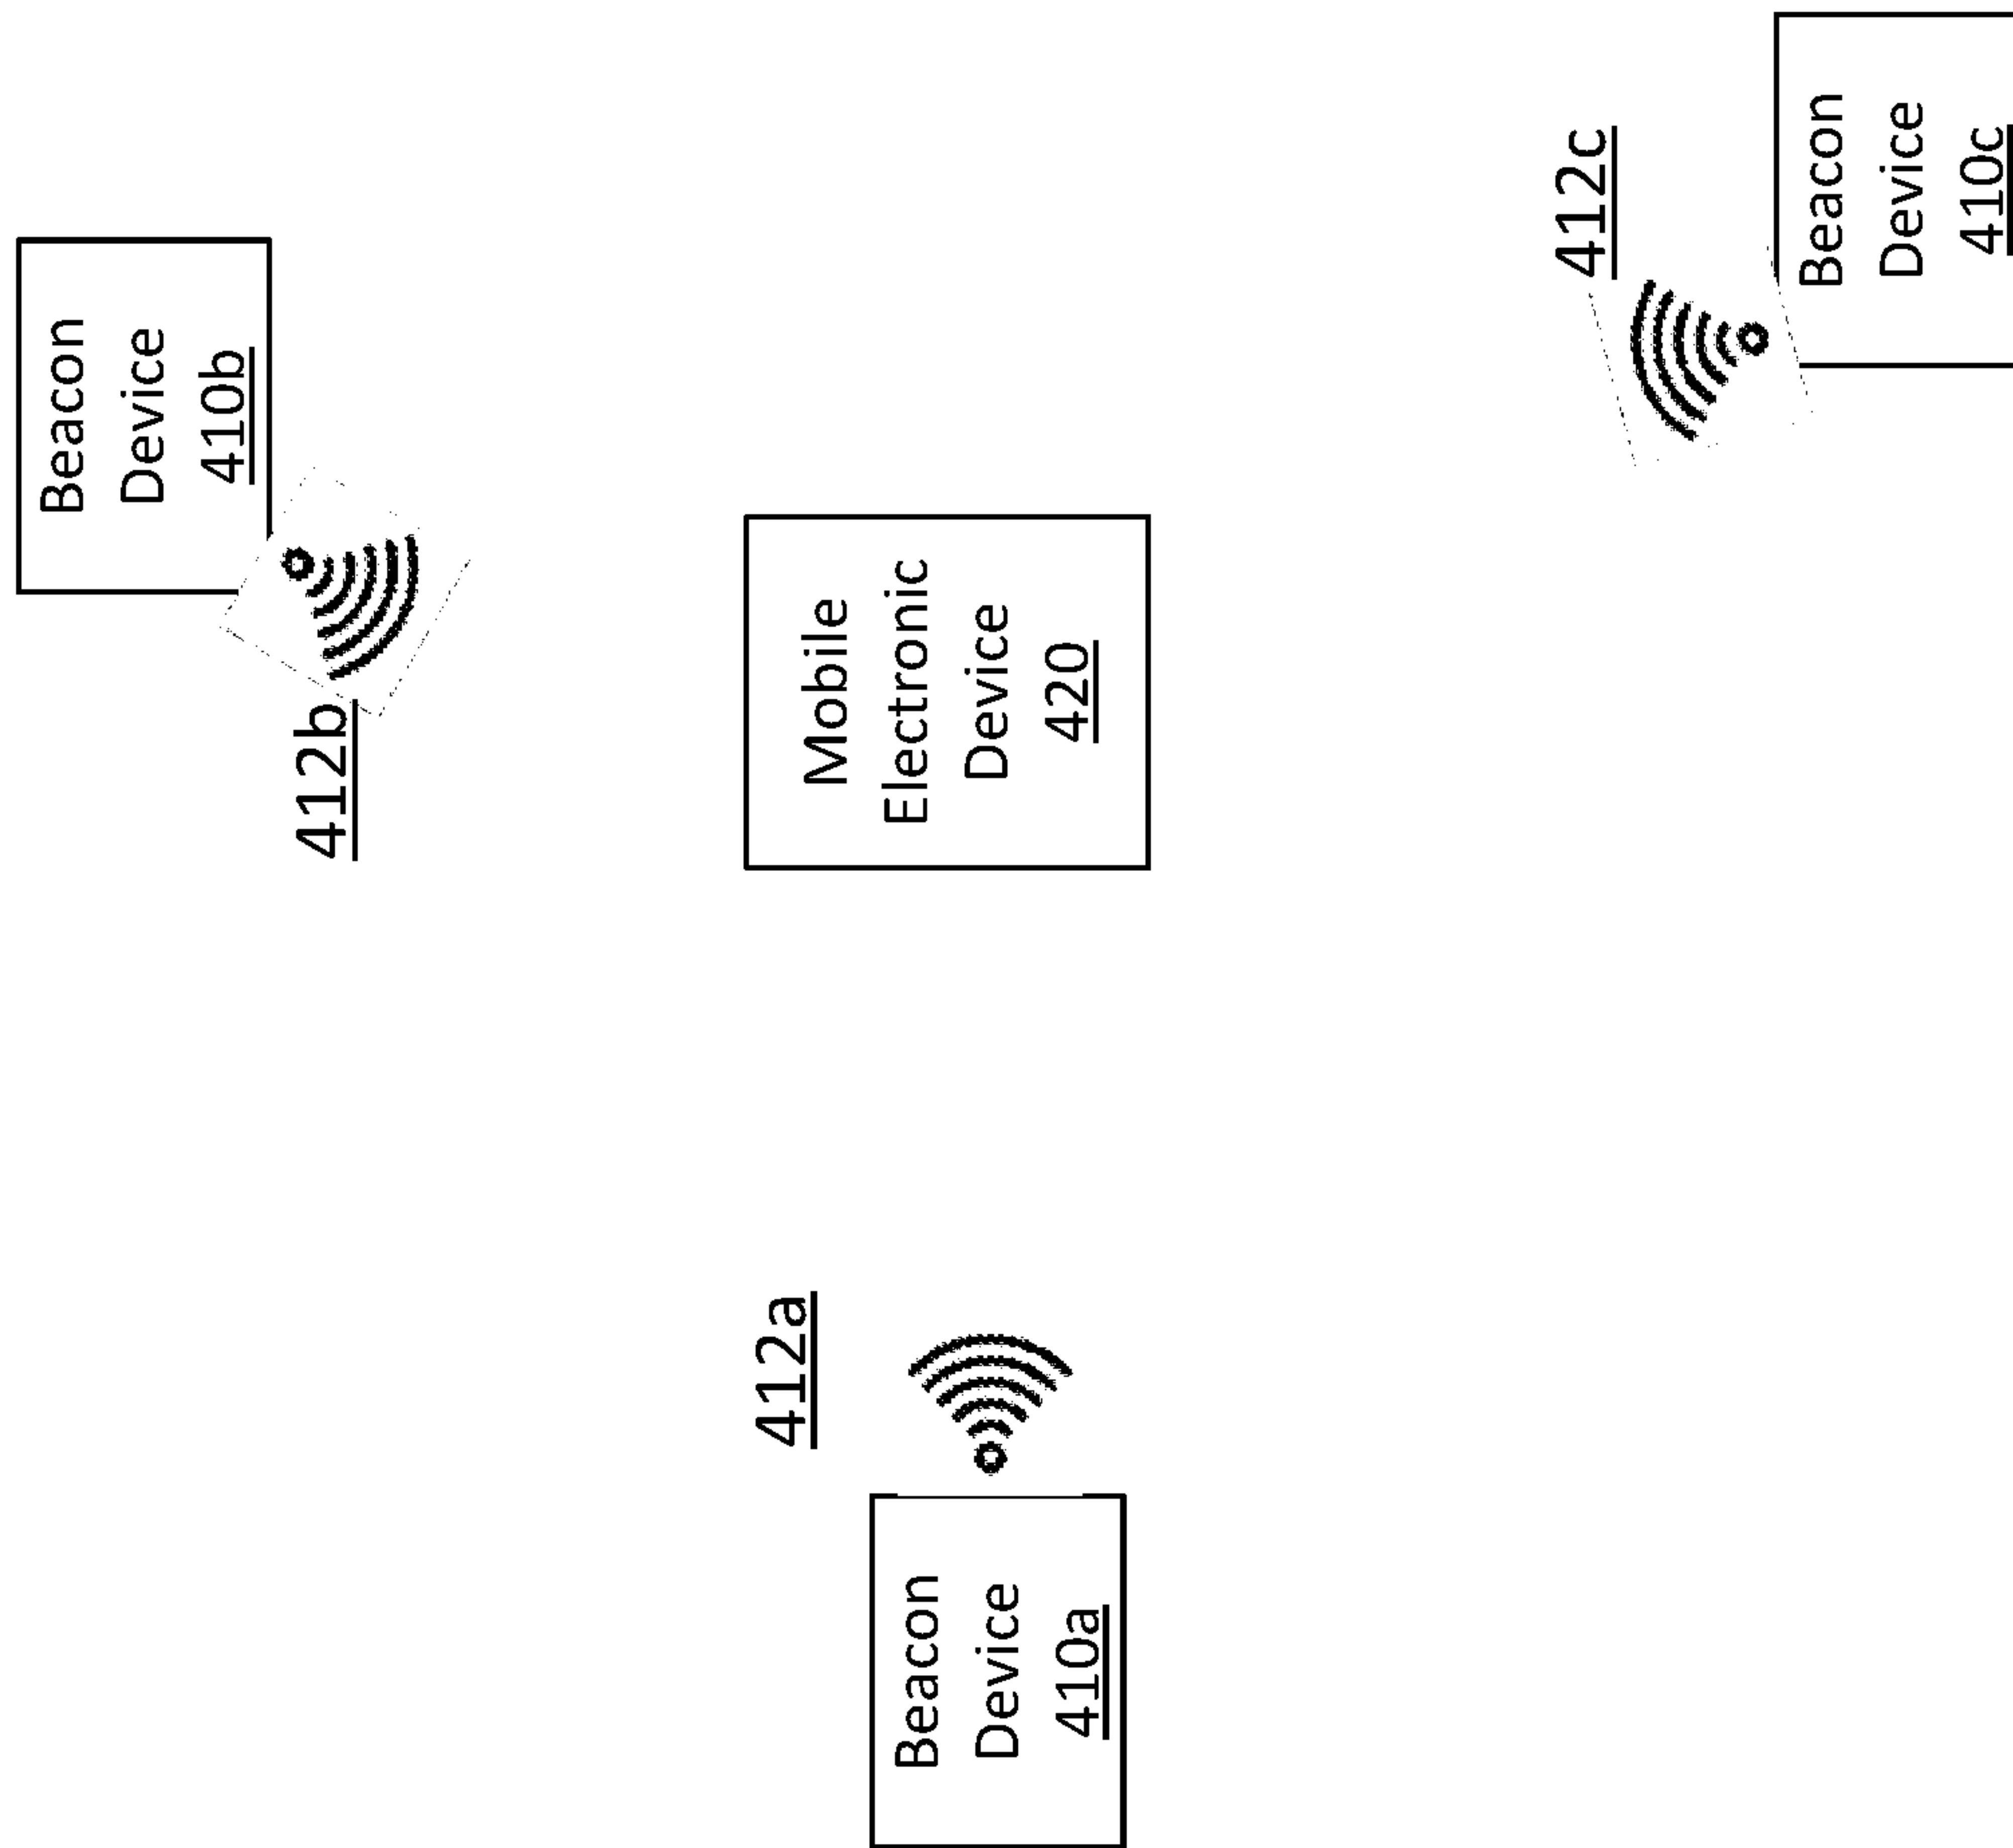 Beacon
Device
410b
412b
412c
Beacon
Device
410c
Mobile
Electronic
Device
420
412a
Beacon
Device
410a